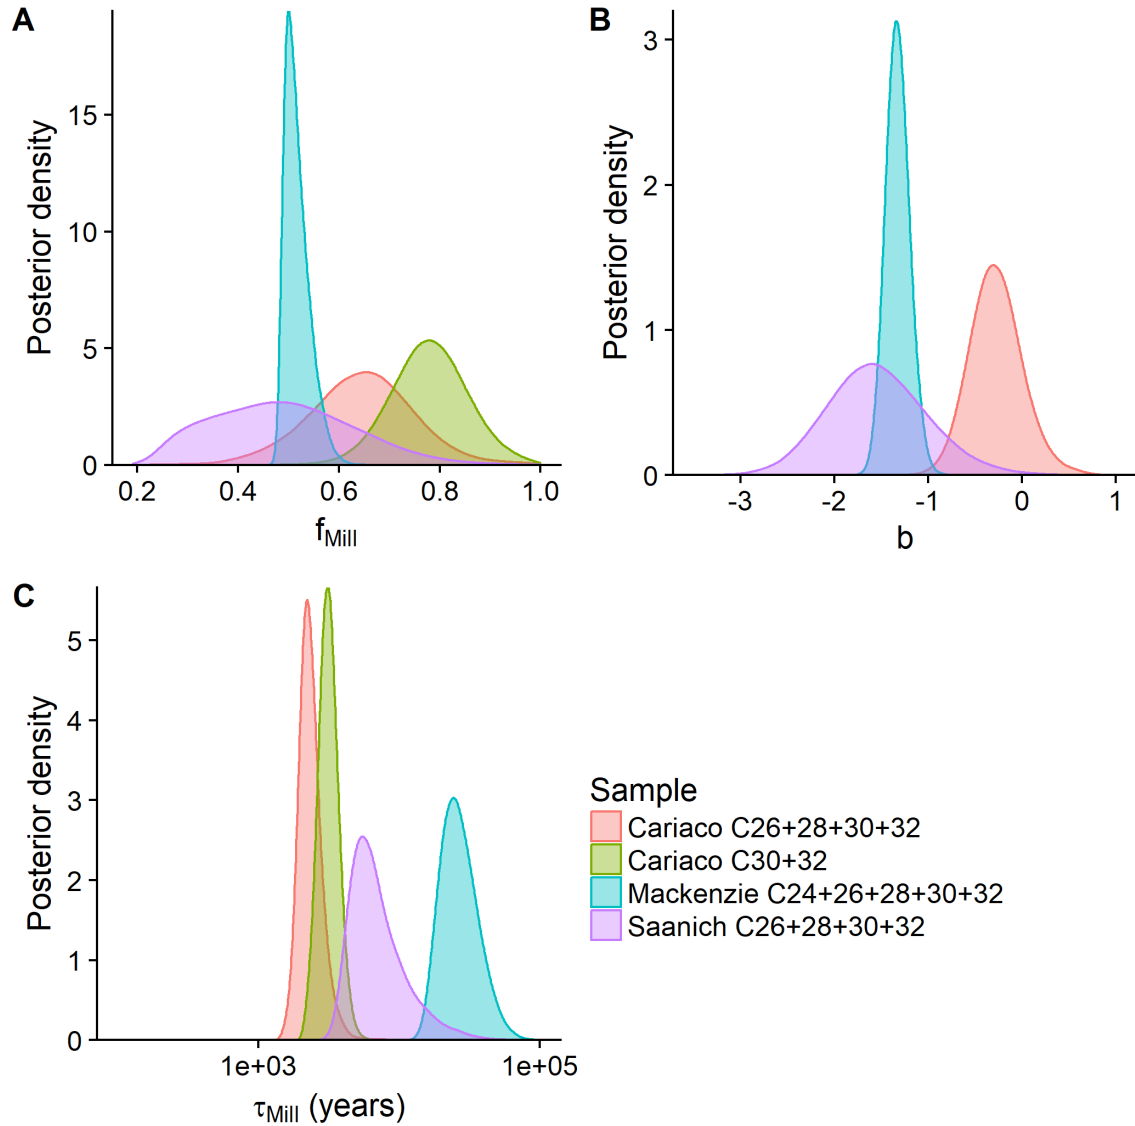 A
Posterior density
15
10
5
0
0.2 0.4 0.6 0.8 1.0
fMill
B
Posterior density
3
2
1
0
-3 -2 -1 0 1
b
C
Posterior density
5
4
3
2
1
0
1e+03 1e+05
τMill (years)
Sample
Cariaco C26+28+30+32
Cariaco C30+32
Mackenzie C24+26+28+30+32
Saanich C26+28+30+32